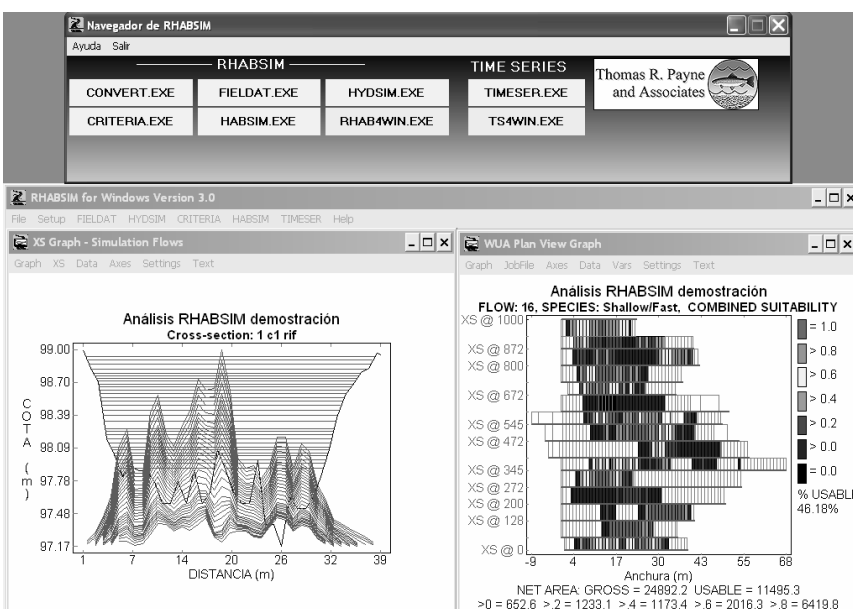 Navegador de RHABSIM
Ayuda Salir
RHABSIM
TIME SERIES
CONVERT.EXE FIELDAT.EXE HYDSIM.EXE TIMESER.EXE
CRITERIA.EXE HABSIM.EXE RHAB4WIN.EXE TS4WIN.EXE
Thomas R. Payne
and Associates
RHABSIM for Windows Version 3.0
File Setup FIELDAT HYDSIM CRITERIA HABSIM TIMESER Help
XS Graph - Simulation Flows
Graph XS Data Axes Settings Text
Análisis RHABSIM demostración
Cross-section: 1 c1 rif
99.00
98.70
98.39
98.09
97.78
97.48
97.17
COTA (m)
1 7 14 20 26 32 39
DISTANCIA (m)
WUA Plan View Graph
Graph JobFile Axes Data Vars Settings Text
Análisis RHABSIM demostración
FLOW: 16, SPECIES: Shallow/Fast, COMBINED SUITABILITY
XS @ 1000
XS @ 872
XS @ 800
XS @ 672
XS @ 545
XS @ 472
XS @ 345
XS @ 272
XS @ 200
XS @ 128
XS @ 0
= 1.0
> 0.8
> 0.6
> 0.4
> 0.2
> 0.0
= 0.0
% USABLE
46.18%
-9 4 17 30 43 55 68
Anchura (m)
NET AREA: GROSS = 24892.2 USABLE = 11495.3
>0 = 652.6 >.2 = 1233.1 >.4 = 1173.4 >.6 = 2016.3 >.8 = 6419.8